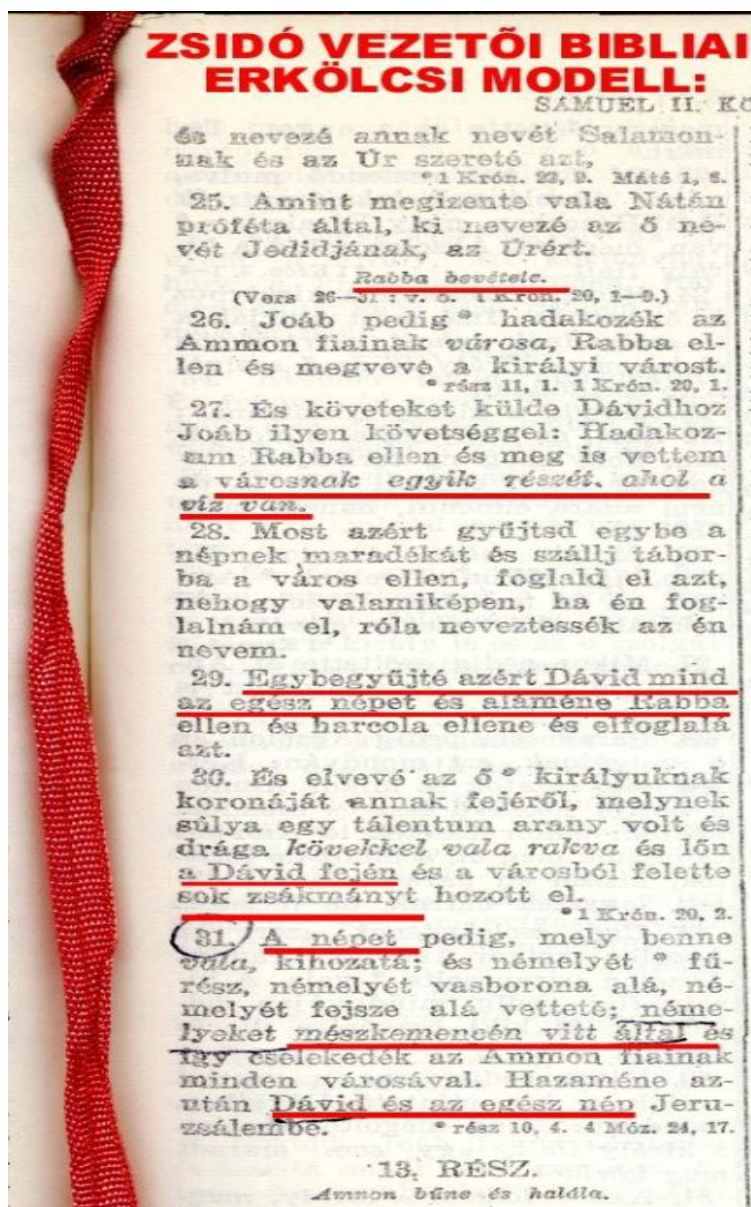 ZSIDÓ VEZETÕI BIBLIAI
ERKÖLCSI MODELL:
SÁMUEL II. KÖ
és nevezé annak nevét Salamon-
nak és az Úr szereté azt,
* 1 Krón. 22, 9. Máté 1, 6.
25. Amint megizente vala Nátán
próféta által, ki nevezé az ő ne-
vét Jedidjának, az Úrért.
Rabba bevétele.
(Vers 26—31: v. ö. 1 Krón. 20, 1—3.)
26. Joáb pedig * hadakozék az
Ammon fiainak városa, Rabba el-
len és megvevé a királyi várost.
* rész 11, 1. 1 Krón. 20, 1.
27. És követeket külde Dávidhoz
Joáb ilyen követséggel: Hadakoz-
tam Rabba ellen és meg is vettem
a városnak egyik részét, ahol a
víz van.
28. Most azért gyűjtsd egybe a
népnek maradékát és szállj tábor-
ba a város ellen, foglald el azt,
nehogy valamiképen, ha én fog-
lalnám el, róla neveztessék az én
nevem.
29. Egybegyűjté azért Dávid mind
az egész népet és aláméne Rabba
ellen és harcola ellene és elfoglalá
azt.
30. És elvevé az ő * királyuknak
koronáját annak fejéről, melynek
súlya egy tálentum arany volt és
drága kövekkel vala rakva és lőn
a Dávid fején és a városból felette
sok zsákmányt hozott el.
* 1 Krón. 20, 2.
31. A népet pedig, mely benne
vala, kihozatá; és némelyét * fű-
rész, némelyét vasborona alá, né-
melyét fejsze alá vetteté; néme-
lyeket mészkemencén vitt által és
így cselekedék az Ammon fiainak
minden városával. Hazaméne az-
után Dávid és az egész nép Jeru-
zsálembe.
* rész 10, 4. 4 Móz. 24, 17.
13. RÉSZ.
Amnon bűne és halála.